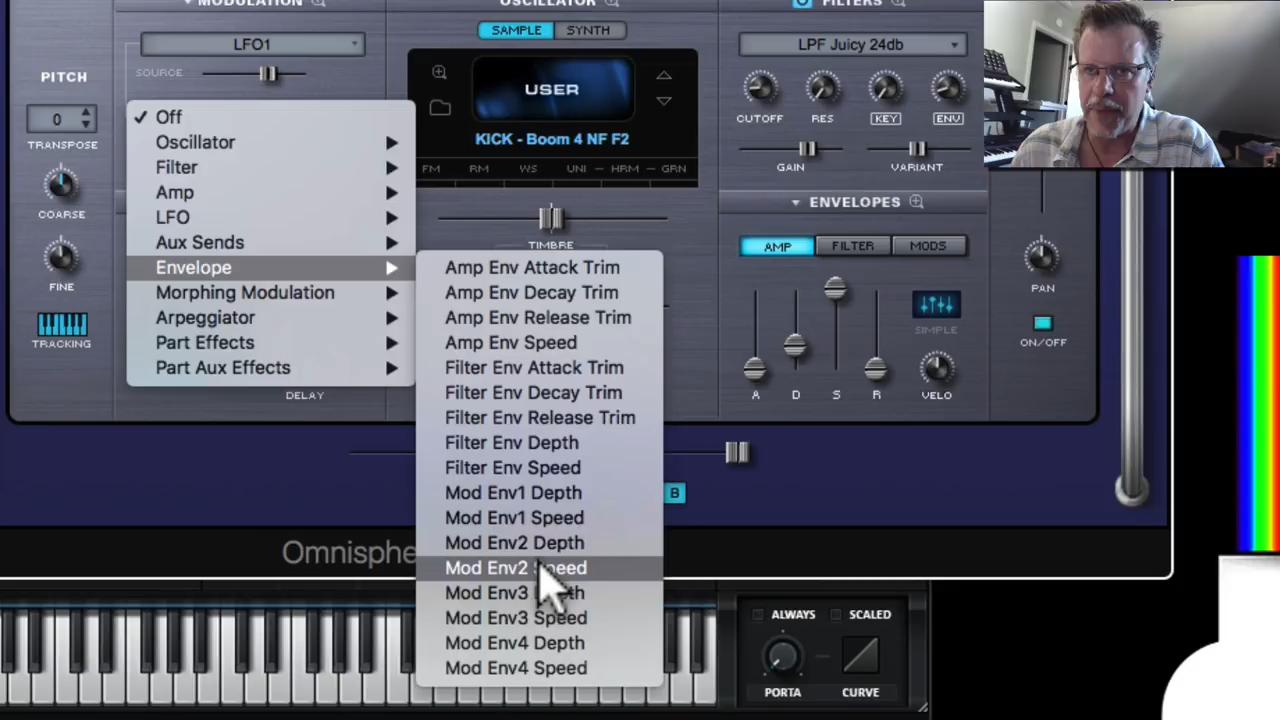 MODULATION
OSCILLATOR
FILTERS
SAMPLE
SYNTH
LFO1
LPF Juicy 24db
SOURCE
PITCH
0
TRANSPOSE
COARSE
FINE
TRACKING
USER
KICK - Boom 4 NF F2
FM
RM
WS
UNI
HRM
GRN
TIMBRE
CUTOFF
RES
KEY
ENV
GAIN
VARIANT
ENVELOPES
AMP
FILTER
MODS
SIMPLE
A
D
S
R
VELO
PAN
ON/OFF
✓ Off
Oscillator
Filter
Amp
LFO
Aux Sends
Envelope
Morphing Modulation
Arpeggiator
Part Effects
Part Aux Effects
DELAY
Amp Env Attack Trim
Amp Env Decay Trim
Amp Env Release Trim
Amp Env Speed
Filter Env Attack Trim
Filter Env Decay Trim
Filter Env Release Trim
Filter Env Depth
Filter Env Speed
Mod Env1 Depth
Mod Env1 Speed
Mod Env2 Depth
Mod Env2 Speed
Mod Env3 Depth
Mod Env3 Speed
Mod Env4 Depth
Mod Env4 Speed
B
Omnisphe
ALWAYS
SCALED
PORTA
CURVE